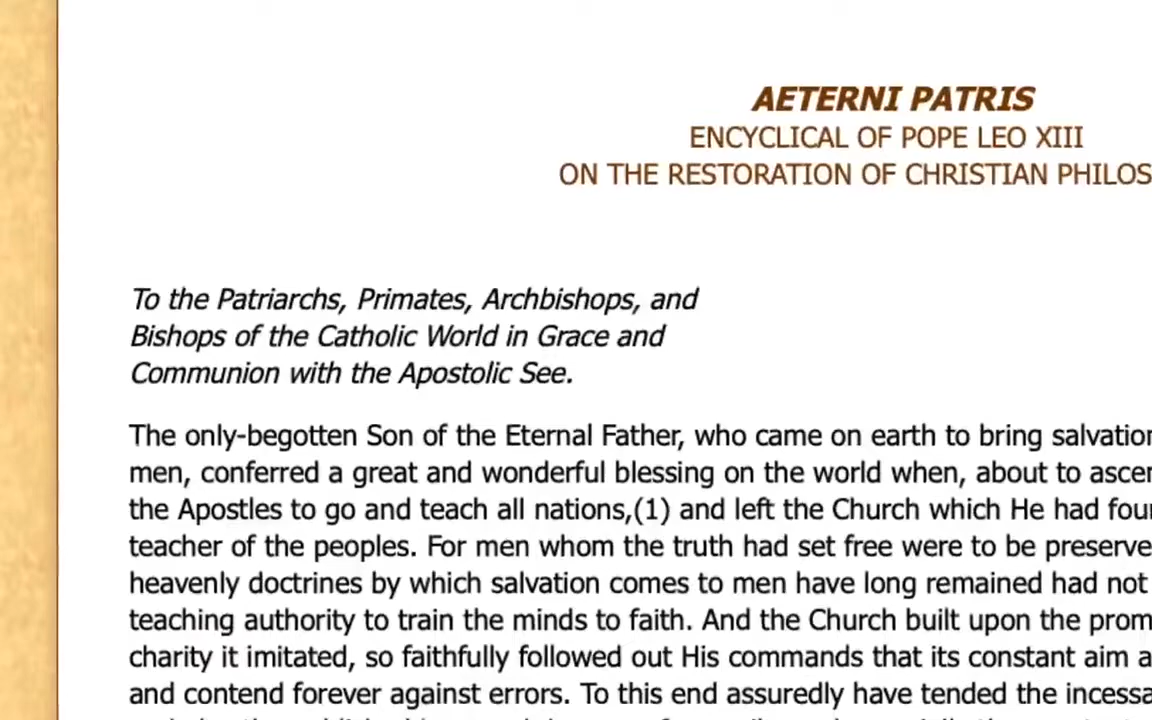 AETERNI PATRIS
ENCYCLICAL OF POPE LEO XIII
ON THE RESTORATION OF CHRISTIAN PHILOS
To the Patriarchs, Primates, Archbishops, and
Bishops of the Catholic World in Grace and
Communion with the Apostolic See.
The only-begotten Son of the Eternal Father, who came on earth to bring salvation
men, conferred a great and wonderful blessing on the world when, about to ascen
the Apostles to go and teach all nations,(1) and left the Church which He had foun
teacher of the peoples. For men whom the truth had set free were to be preserve
heavenly doctrines by which salvation comes to men have long remained had not
teaching authority to train the minds to faith. And the Church built upon the prom
charity it imitated, so faithfully followed out His commands that its constant aim a
and contend forever against errors. To this end assuredly have tended the incessa